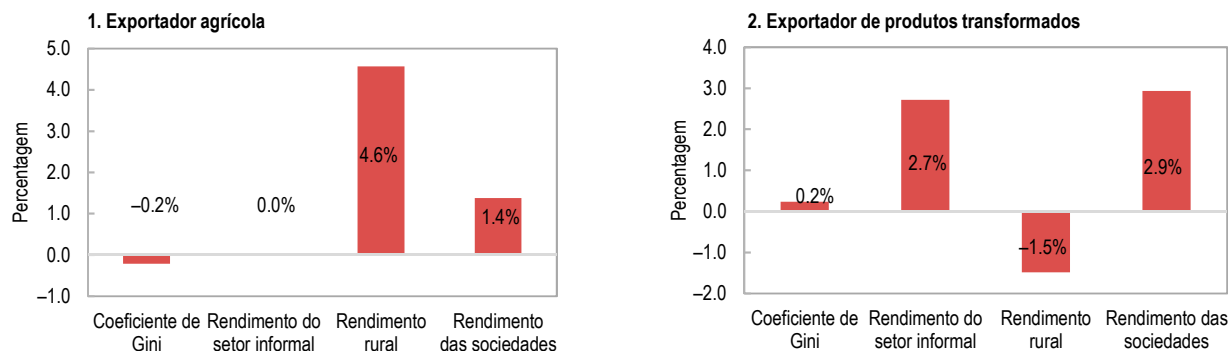 1. Exportador agrícola
5.0
4.0
3.0
2.0
1.0
0.0
–1.0
Percentagem
–0.2%
0.0%
4.6%
1.4%
Coeficiente de
Gini
Rendimento do
setor informal
Rendimento
rural
Rendimento
das sociedades
2. Exportador de produtos transformados
4.0
3.0
2.0
1.0
0.0
–1.0
–2.0
Percentagem
0.2%
2.7%
–1.5%
2.9%
Coeficiente de
Gini
Rendimento do
setor informal
Rendimento
rural
Rendimento das
sociedades